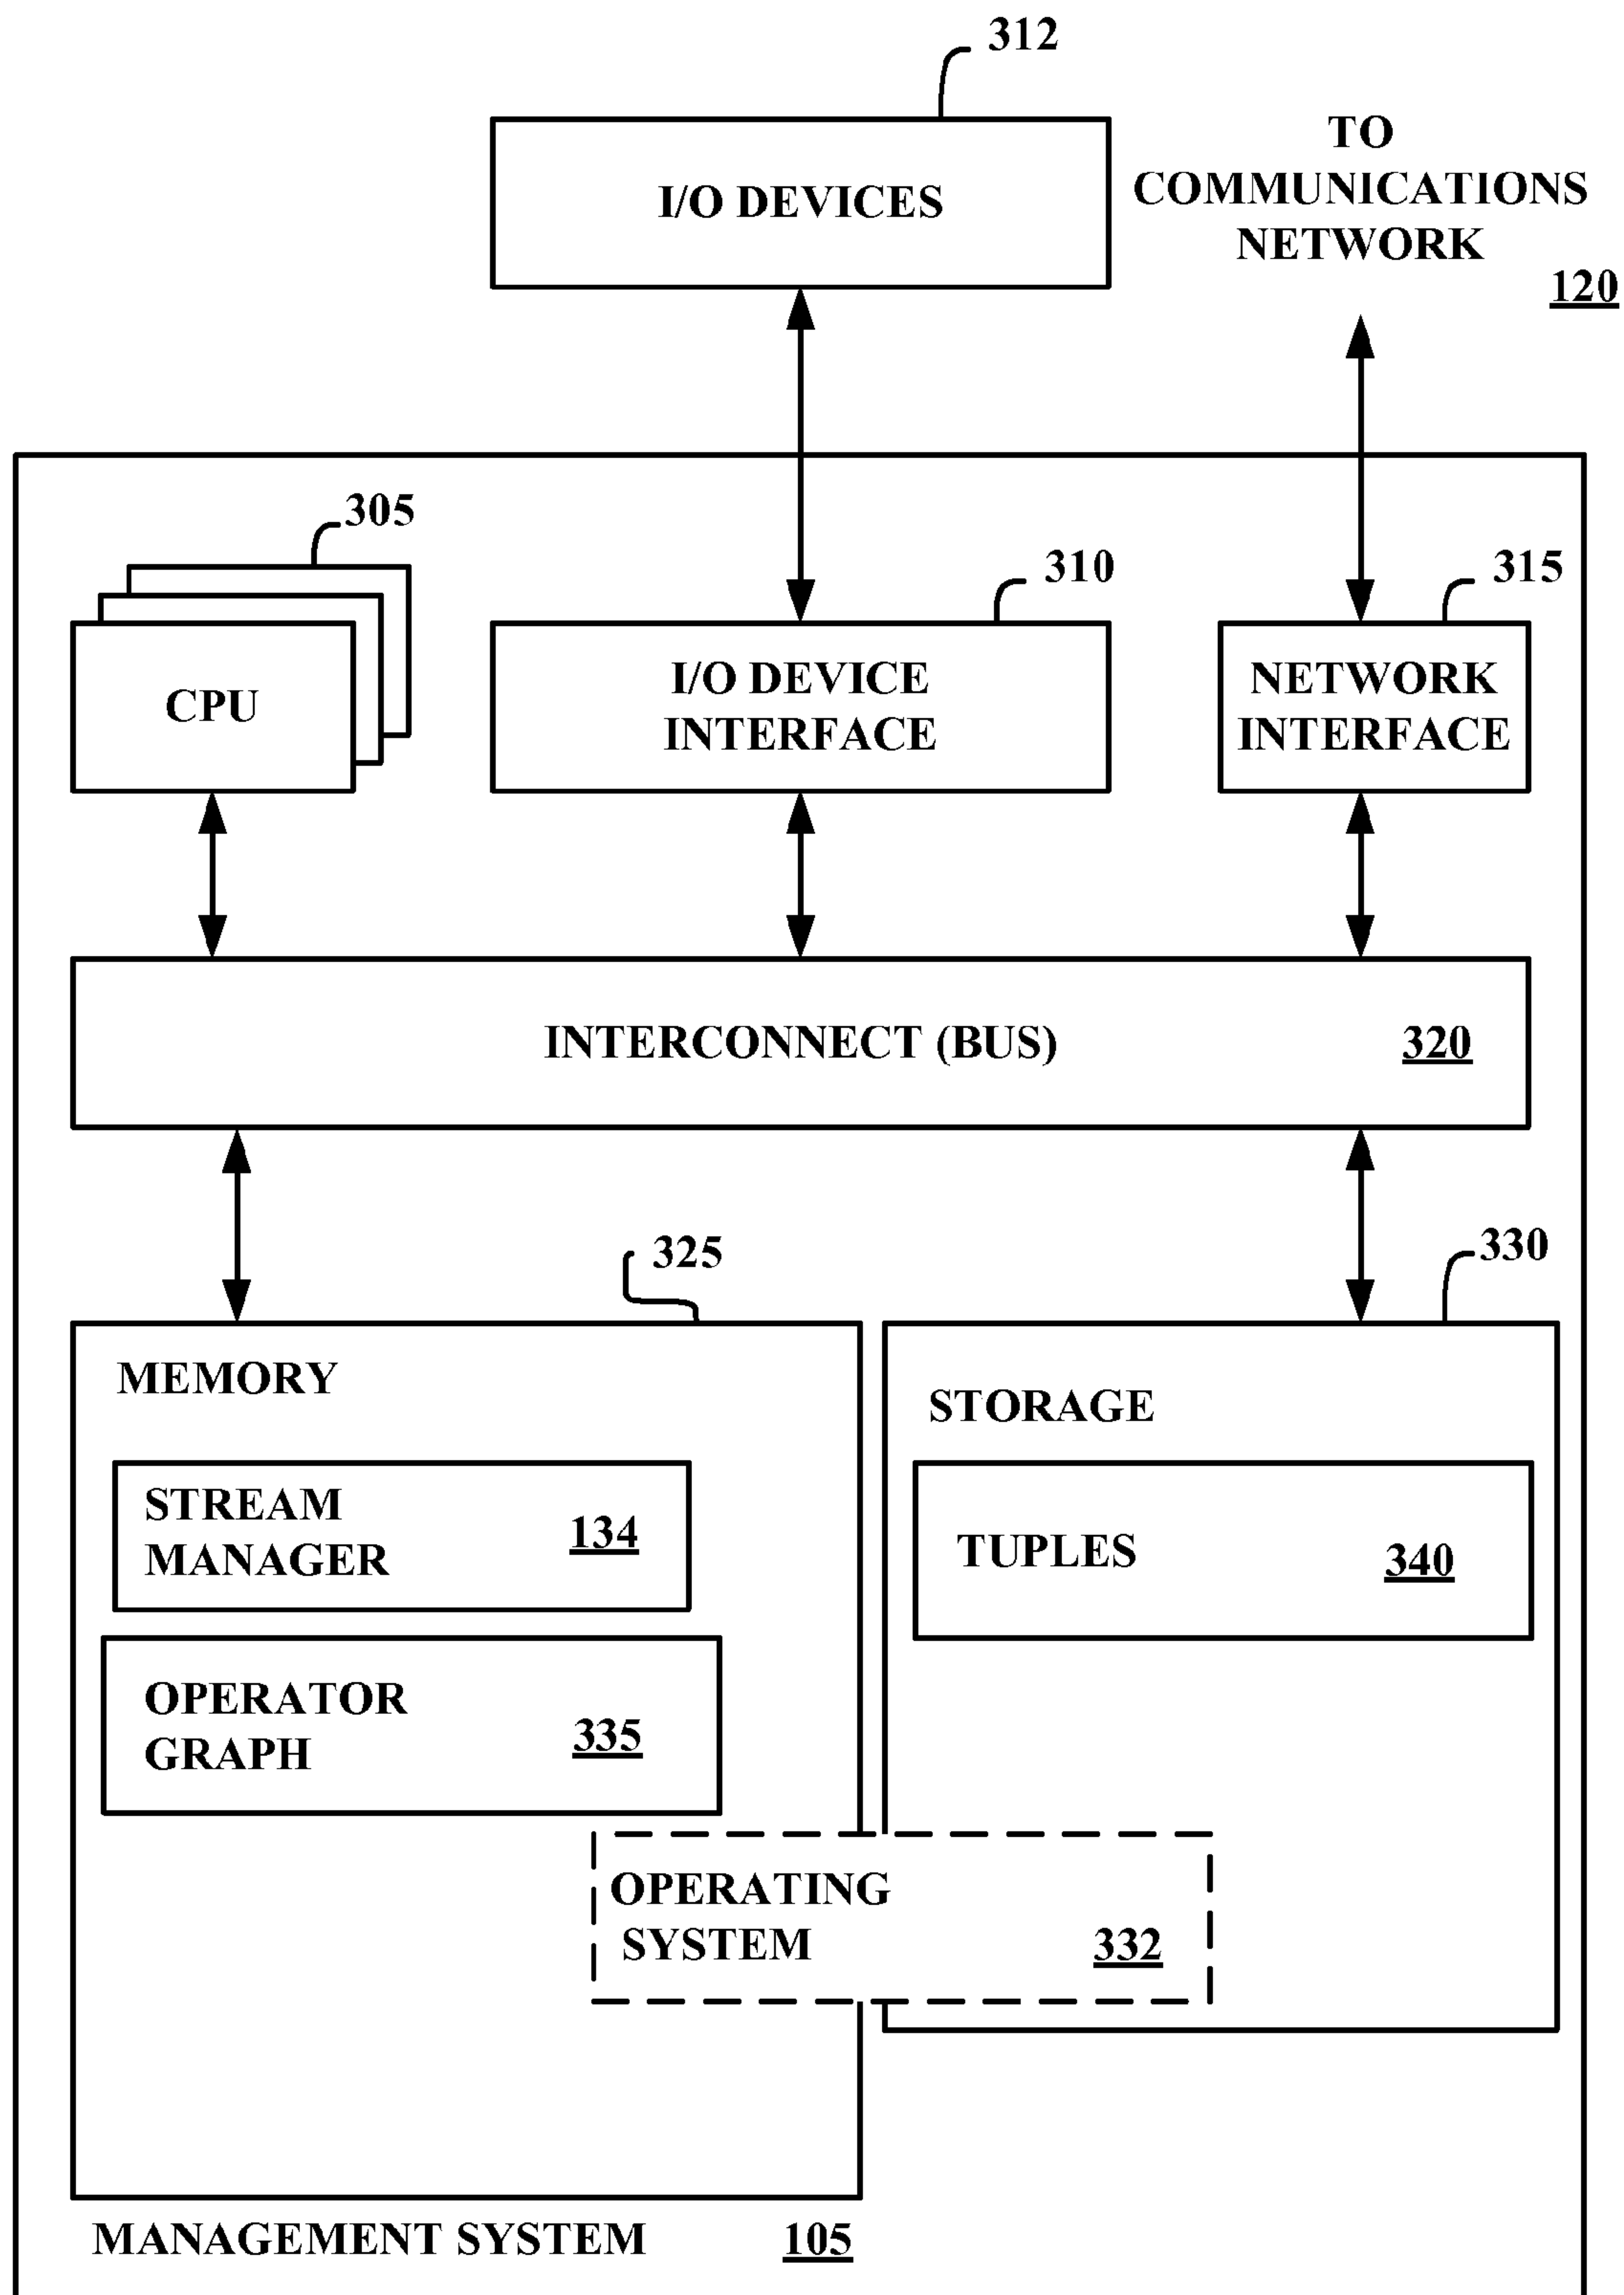 312
I/O DEVICES
TO
COMMUNICATIONS
NETWORK
120
305
CPU
310
I/O DEVICE
INTERFACE
315
NETWORK
INTERFACE
INTERCONNECT (BUS)
320
325
MEMORY
STREAM
MANAGER
134
OPERATOR
GRAPH
335
330
STORAGE
TUPLES
340
OPERATING
SYSTEM
332
MANAGEMENT SYSTEM
105